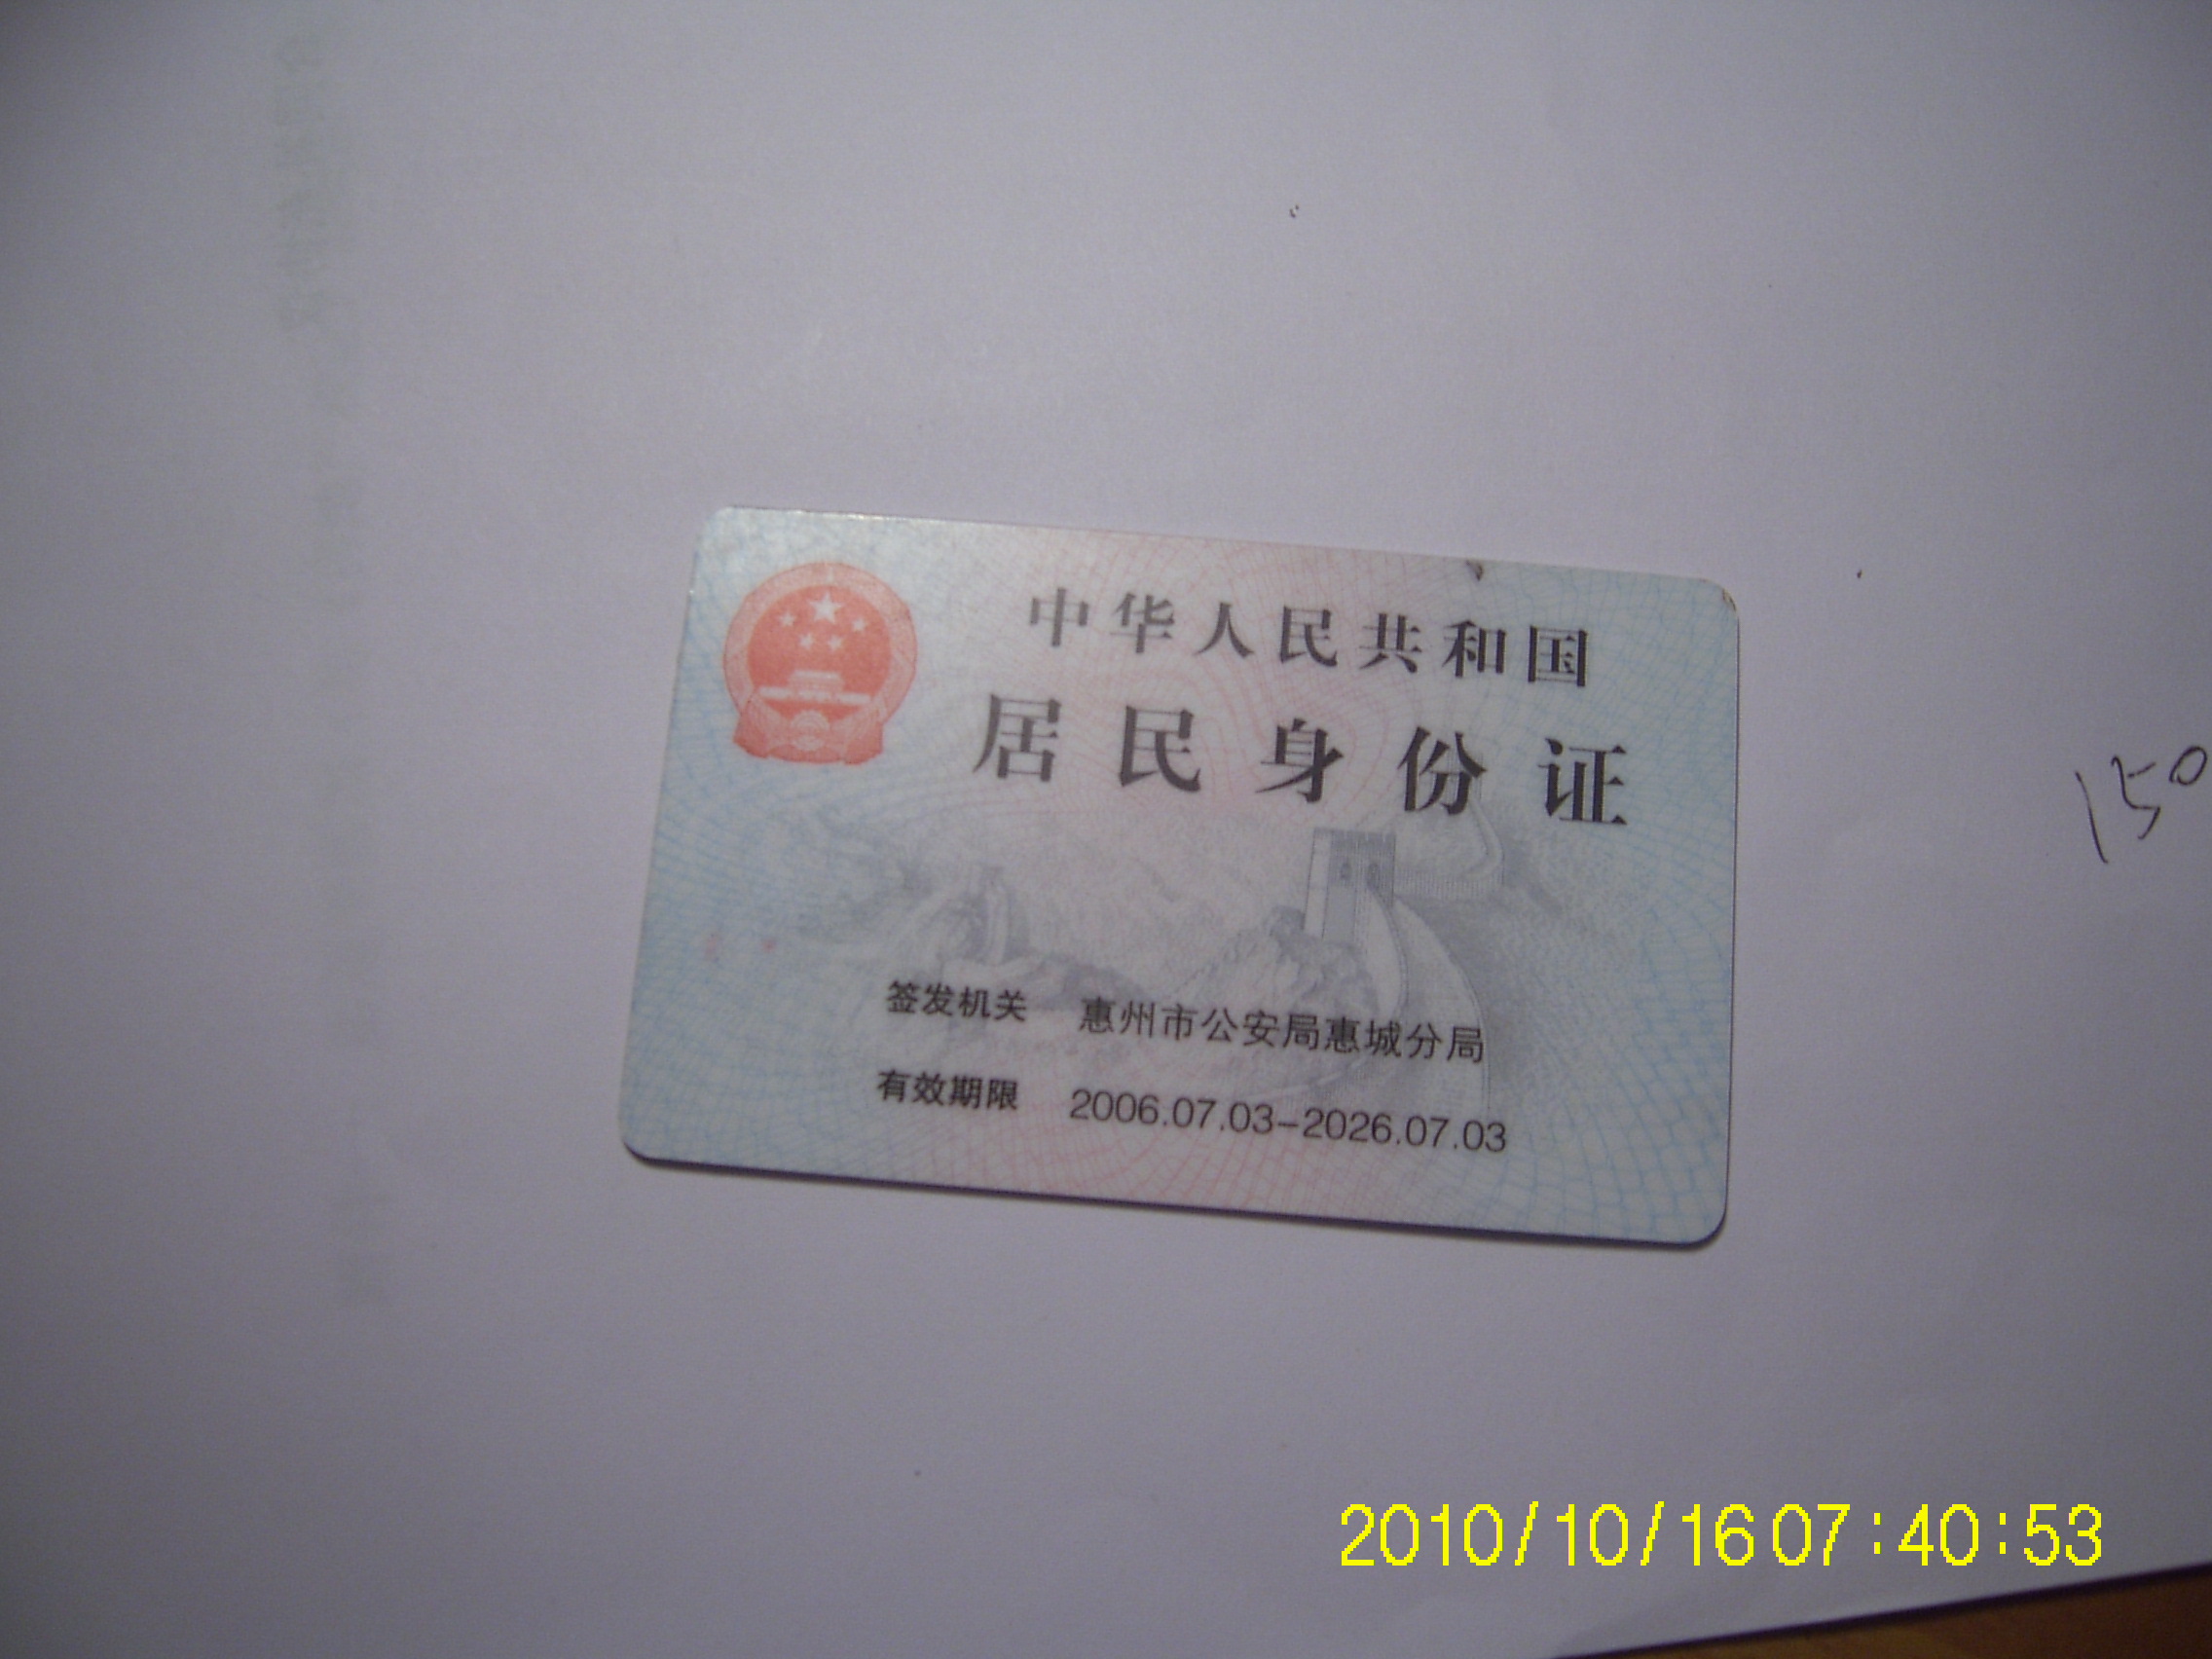 中华人民共和国
居民身份证
签发机关 惠州市公安局惠城分局
有效期限 2006.07.03-2026.07.03
150
2010/10/16 07:40:53